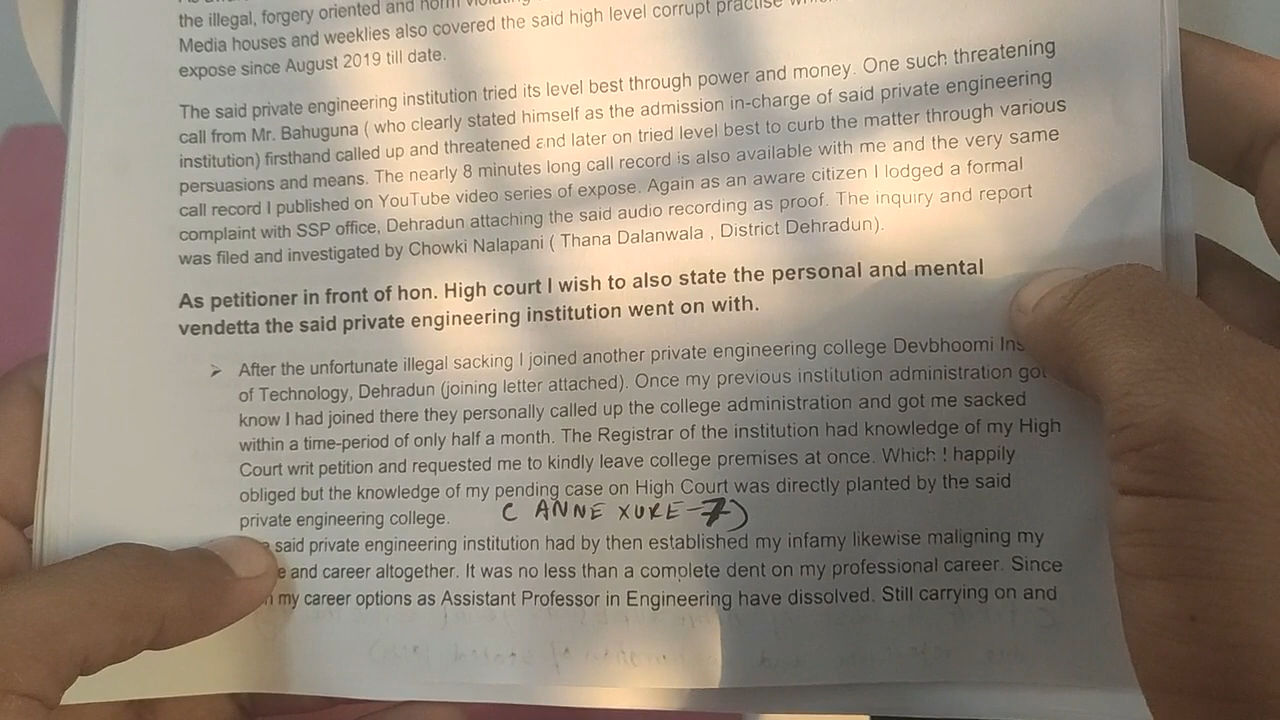 the illegal, forgery oriented and norm
Media houses and weeklies also covered the said high level corrupt practise
expose since August 2019 till date.
The said private engineering institution tried its level best through power and money. One such threatening
call from Mr. Bahuguna ( who clearly stated himself as the admission in-charge of said private engineering
institution) firsthand called up and threatened and later on tried level best to curb the matter through various
persuasions and means. The nearly 8 minutes long call record is also available with me and the very same
call record I published on YouTube video series of expose. Again as an aware citizen I lodged a formal
complaint with SSP office, Dehradun attaching the said audio recording as proof. The inquiry and report
was filed and investigated by Chowki Nalapani ( Thana Dalanwala , District Dehradun).
As petitioner in front of hon. High court I wish to also state the personal and mental
vendetta the said private engineering institution went on with.
➢ After the unfortunate illegal sacking I joined another private engineering college Devbhoomi
of Technology, Dehradun (joining letter attached). Once my previous institution administration got
know I had joined there they personally called up the college administration and got me sacked
within a time-period of only half a month. The Registrar of the institution had knowledge of my High
Court writ petition and requested me to kindly leave college premises at once. Which ! happily
obliged but the knowledge of my pending case on High Court was directly planted by the said
private engineering college. ( ANNEXURE-7)
said private engineering institution had by then established my infamy likewise maligning my
and career altogether. It was no less than a complete dent on my professional career. Since
my career options as Assistant Professor in Engineering have dissolved. Still carrying on and